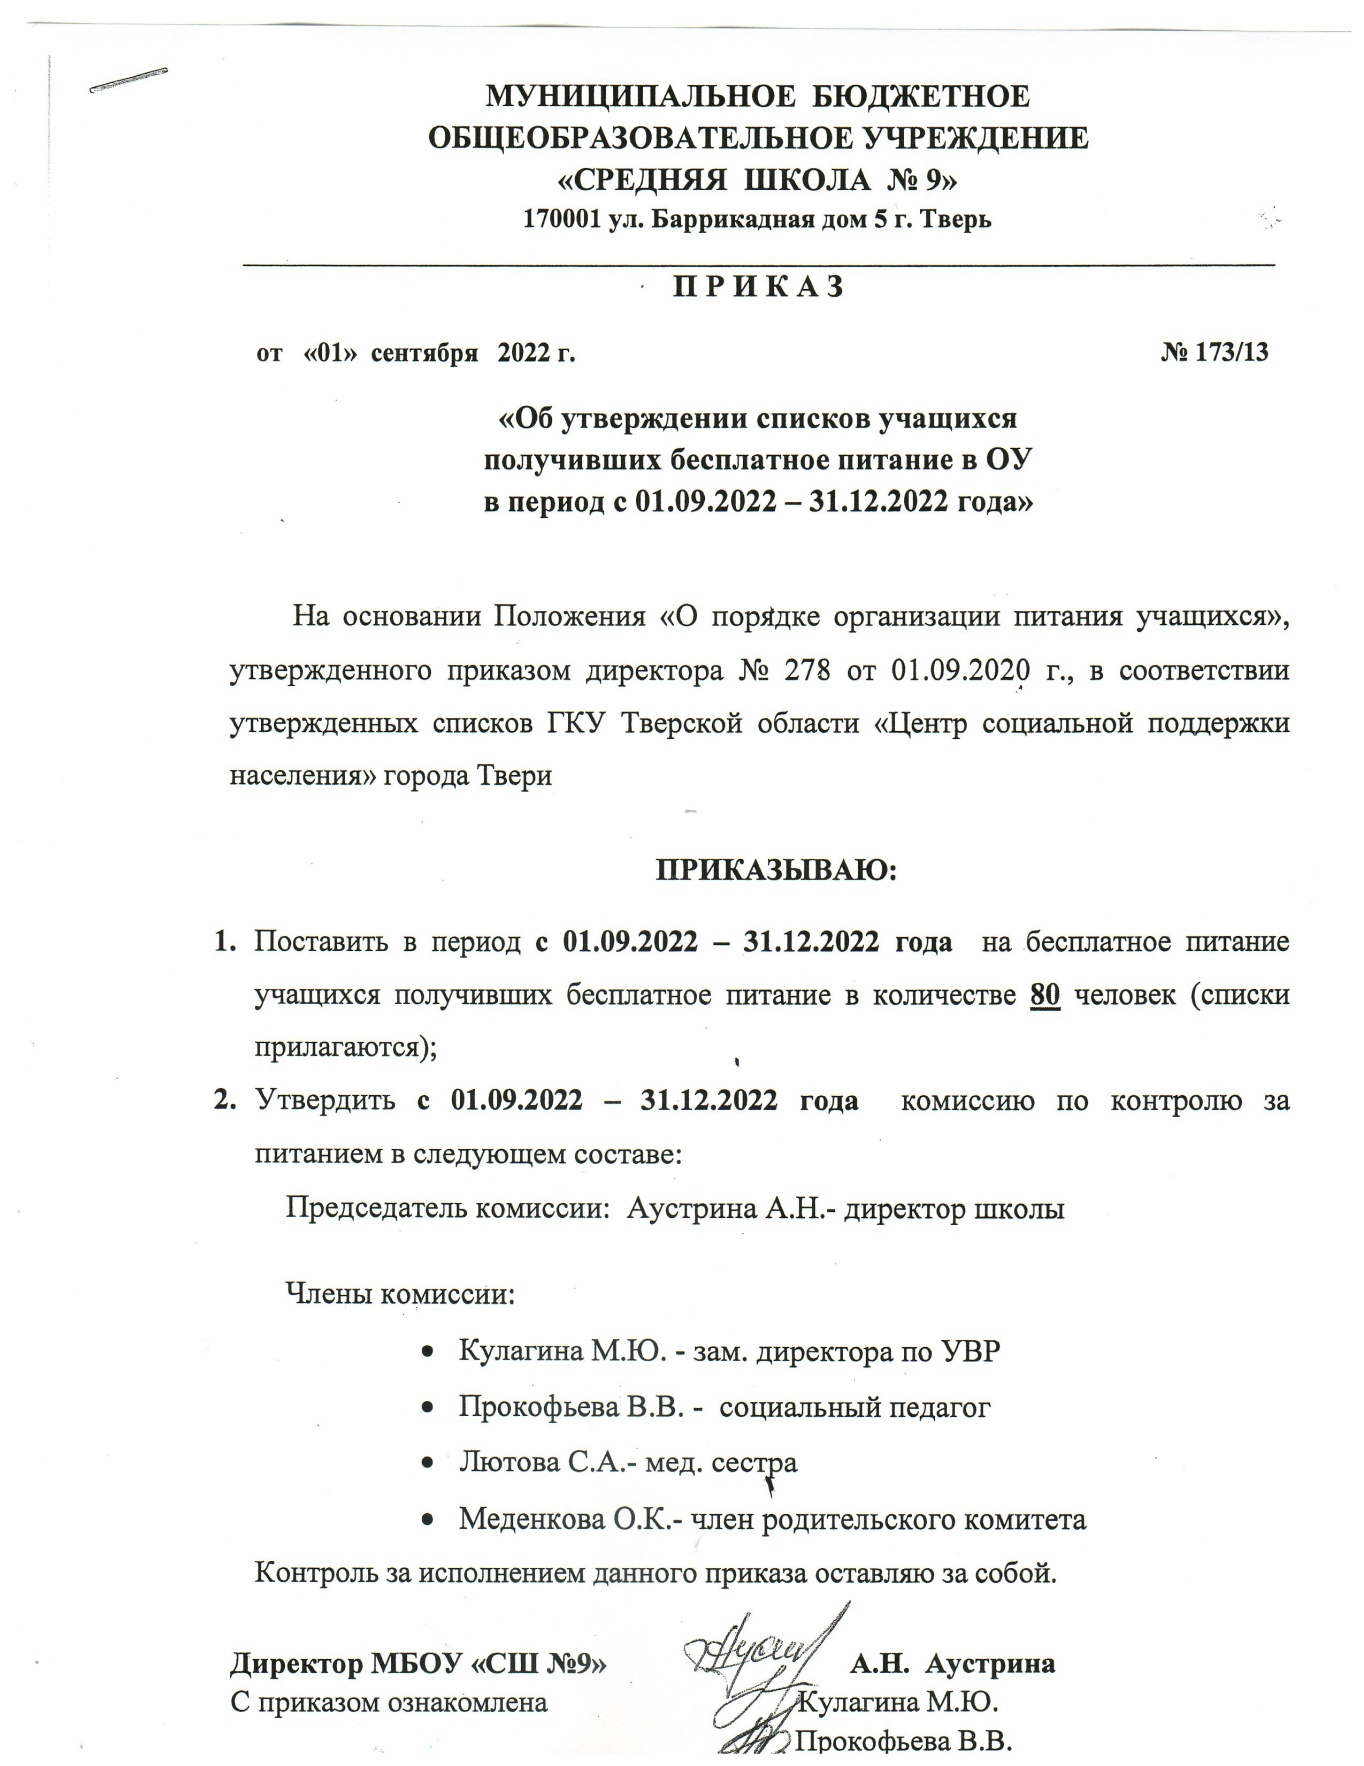 МУНИЦИПАЛЬНОЕ БЮДЖЕТНОЕ
ОБЩЕОБРАЗОВАТЕЛЬНОЕ УЧРЕЖДЕНИЕ
«СРЕДНЯЯ ШКОЛА № 9»
170001 ул. Баррикадная дом 5 г. Тверь
П Р И К А З
от «01» сентября 2022 г. № 173/13
«Об утверждении списков учащихся
получивших бесплатное питание в ОУ
в период с 01.09.2022 – 31.12.2022 года»
На основании Положения «О порядке организации питания учащихся»,
утвержденного приказом директора № 278 от 01.09.2020 г., в соответствии
утвержденных списков ГКУ Тверской области «Центр социальной поддержки
населения» города Твери
ПРИКАЗЫВАЮ:
1. Поставить в период с 01.09.2022 – 31.12.2022 года на бесплатное питание
учащихся получивших бесплатное питание в количестве 80 человек (списки
прилагаются);
2. Утвердить с 01.09.2022 – 31.12.2022 года комиссию по контролю за
питанием в следующем составе:
Председатель комиссии: Аустрина А.Н.- директор школы
Члены комиссии:
• Кулагина М.Ю. - зам. директора по УВР
• Прокофьева В.В. - социальный педагог
• Лютова С.А.- мед. сестра
• Меденкова О.К.- член родительского комитета
Контроль за исполнением данного приказа оставляю за собой.
Директор МБОУ «СШ №9» А.Н. Аустрина
С приказом ознакомлена Кулагина М.Ю.
Прокофьева В.В.